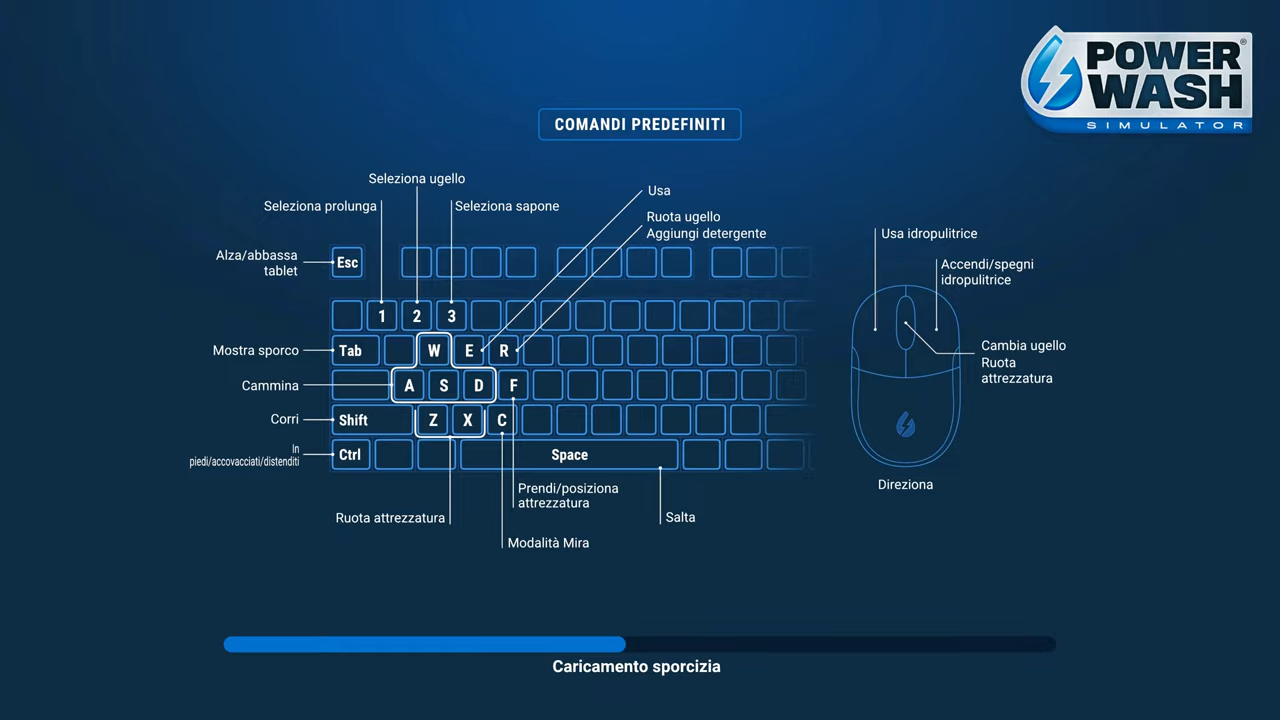 POWER
WASH
SIMULATOR
COMANDI PREDEFINITI
Seleziona ugello
Seleziona prolunga
Seleziona sapone
Usa
Ruota ugello
Aggiungi detergente
Alza/abbassa
tablet
Esc
1 2 3
Mostra sporco
Tab W E R
Cammina
A S D F
Corri
Shift Z X C
In
piedi/accovacciati/distenditi
Ctrl Space
Prendi/posiziona
attrezzatura
Ruota attrezzatura
Salta
Modalità Mira
Usa idropulitrice
Accendi/spegni
idropulitrice
Cambia ugello
Ruota
attrezzatura
Direziona
Caricamento sporcizia